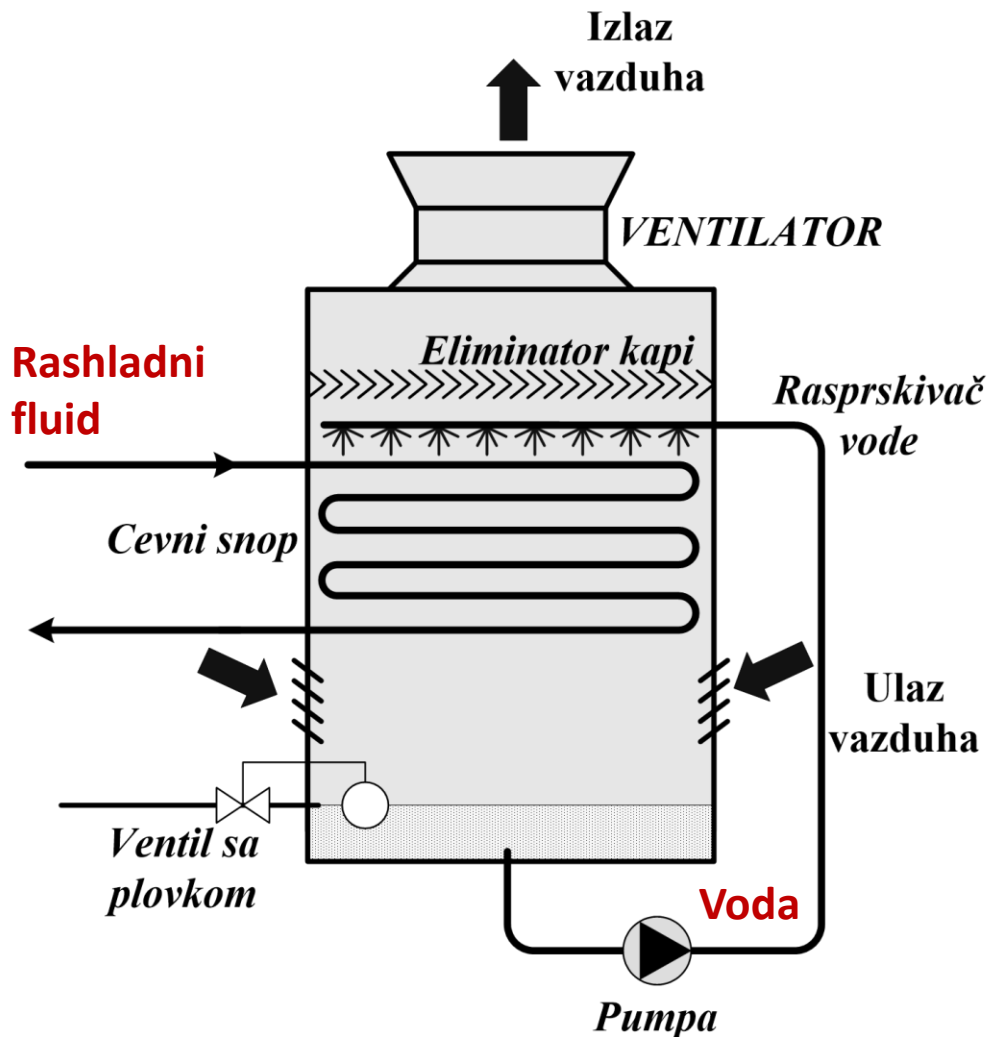 Izlaz
vazduha
VENTILATOR
Eliminator kapi
Rashladni
fluid
Rasprskivač
vode
Cevni snop
Ulaz
vazduha
Ventil sa
plovkom
Voda
Pumpa